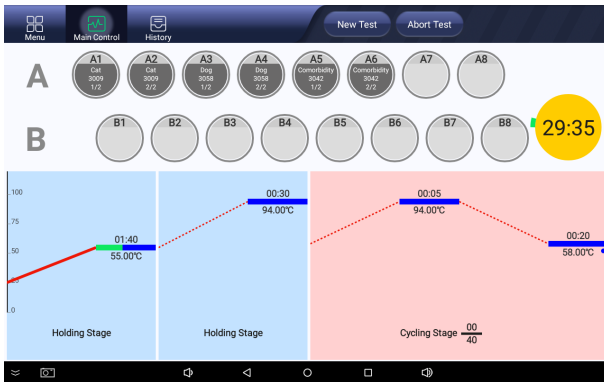 Menu
Main Control
History
New Test
Abort Test
A
A1
Cat
3009
1/2
A2
Cat
3009
2/2
A3
Dog
3058
1/2
A4
Dog
3058
2/2
A5
Comorbidity
3042
1/2
A6
Comorbidity
3042
2/2
A7
A8
B
B1
B2
B3
B4
B5
B6
B7
B8
29:35
100
75
50
25
0
01:40
55.00℃
Holding Stage
00:30
94.00℃
Holding Stage
00:05
94.00℃
00:20
58.00℃
Cycling Stage
00
40